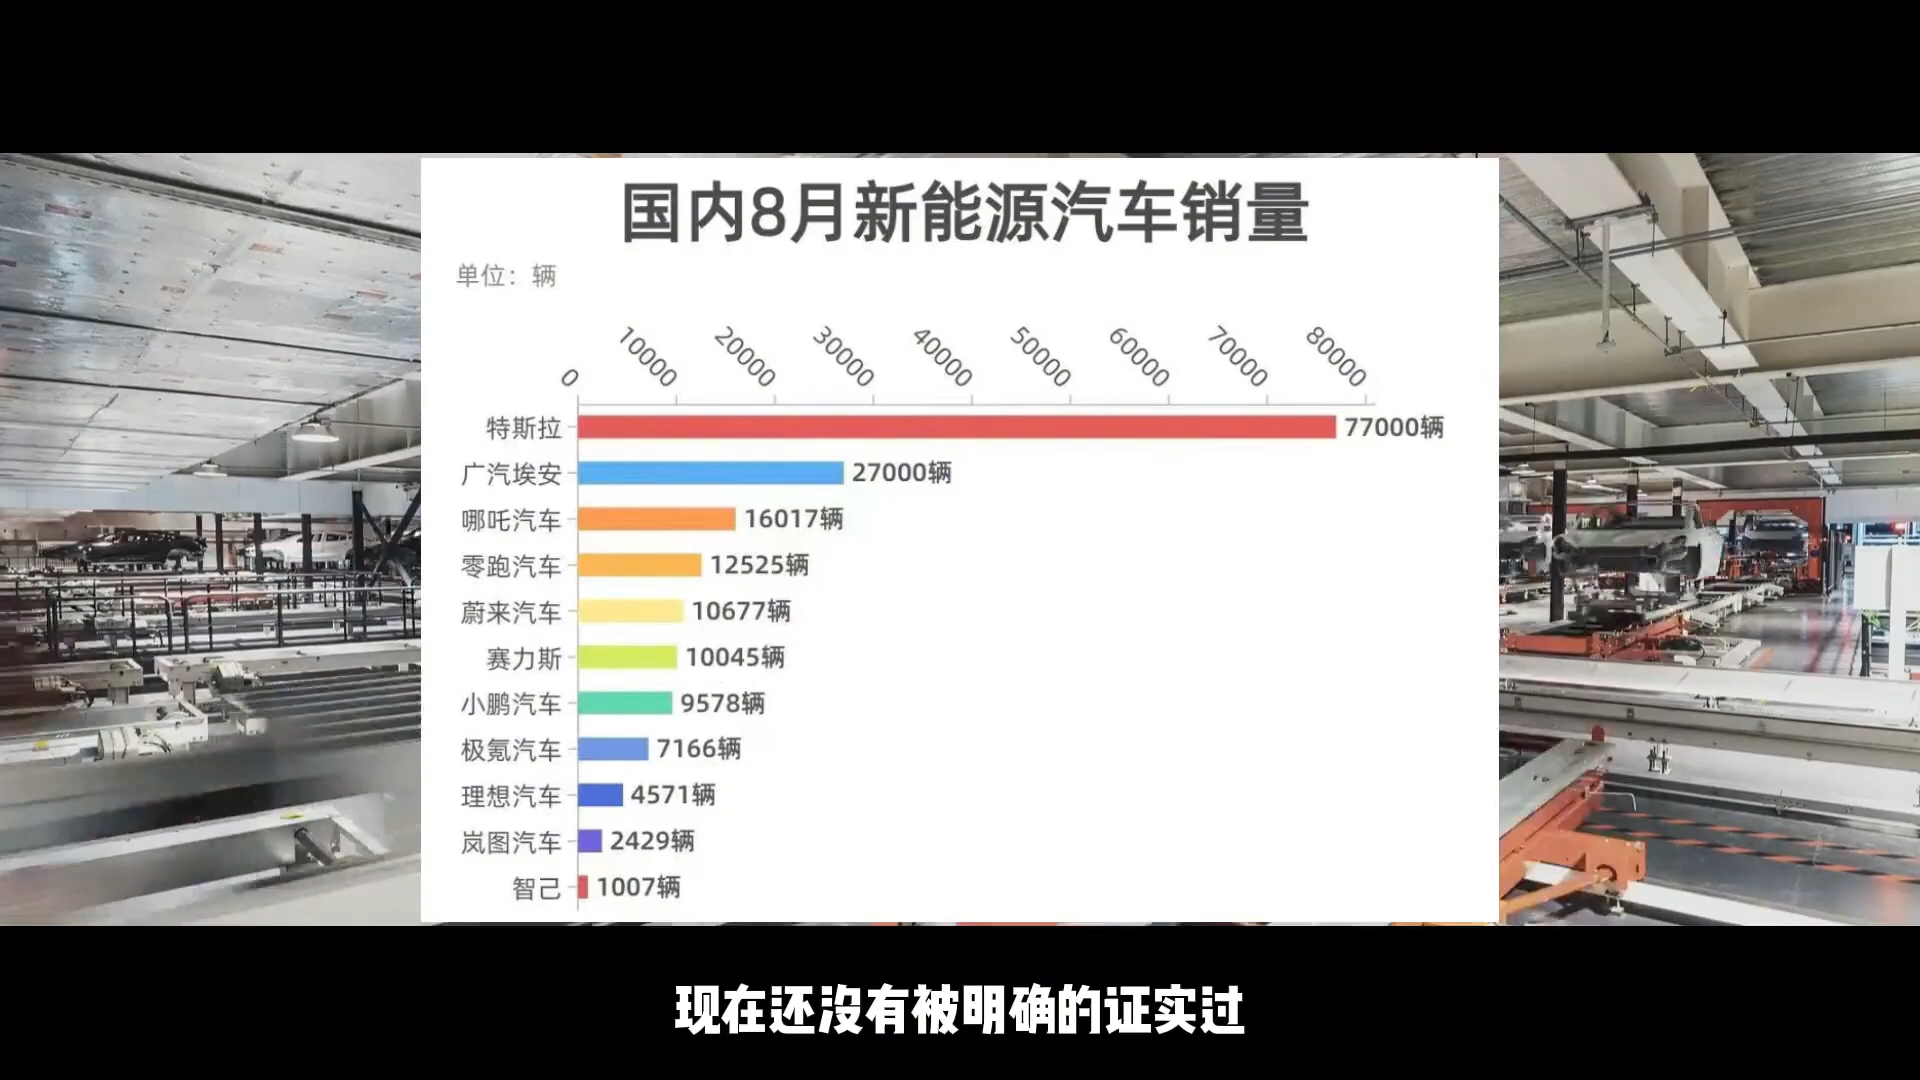 国内8月新能源汽车销量
单位：辆
0 10000 20000 30000 40000 50000 60000 70000 80000
特斯拉 77000辆
广汽埃安 27000辆
哪吒汽车 16017辆
零跑汽车 12525辆
蔚来汽车 10677辆
赛力斯 10045辆
小鹏汽车 9578辆
极氪汽车 7166辆
理想汽车 4571辆
岚图汽车 2429辆
智己 1007辆
现在还没有被明确的证实过